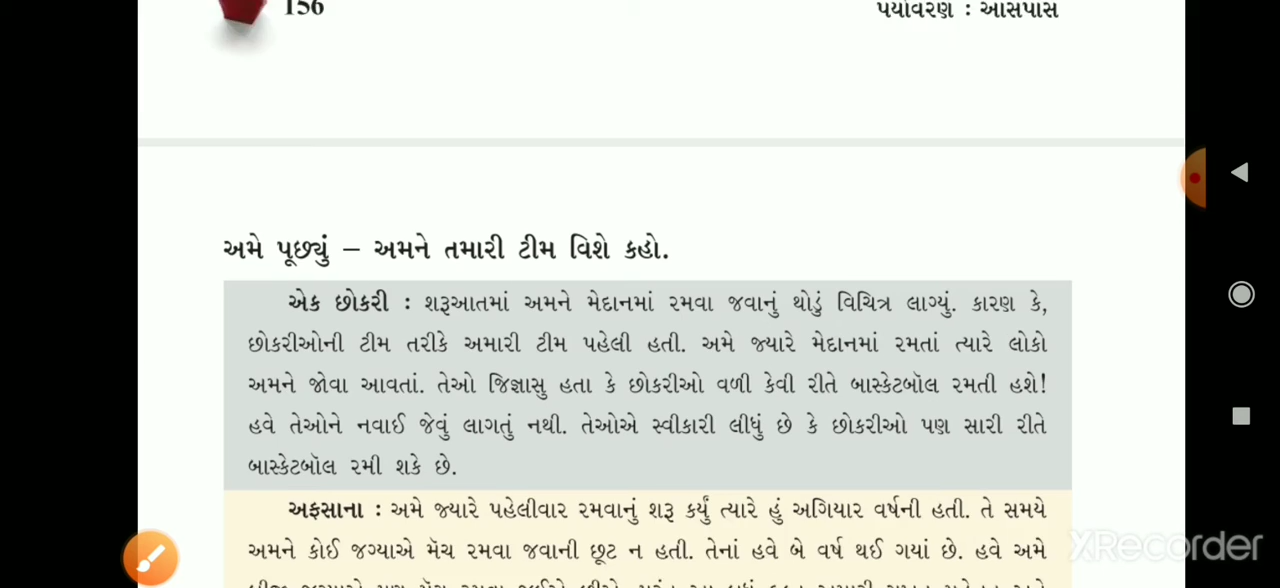 156
પર્યાવરણ : આસપાસ
અમે પૂછ્યું – અમને તમારી ટીમ વિશે કહો.
એક છોકરી : શરૂઆતમાં અમને મેદાનમાં રમવા જવાનું થોડું વિચિત્ર લાગ્યું. કારણ કે,
છોકરીઓની ટીમ તરીકે અમારી ટીમ પહેલી હતી. અમે જ્યારે મેદાનમાં રમતાં ત્યારે લોકો
અમને જોવા આવતાં. તેઓ જિજ્ઞાસુ હતા કે છોકરીઓ વળી કેવી રીતે બાસ્કેટબૉલ રમતી હશે!
હવે તેઓને નવાઈ જેવું લાગતું નથી. તેઓએ સ્વીકારી લીધું છે કે છોકરીઓ પણ સારી રીતે
બાસ્કેટબૉલ રમી શકે છે.
અફસાના : અમે જ્યારે પહેલીવાર રમવાનું શરૂ કર્યું ત્યારે હું અગિયાર વર્ષની હતી. તે સમયે
અમને કોઈ જગ્યાએ મૅચ રમવા જવાની છૂટ ન હતી. તેનાં હવે બે વર્ષ થઈ ગયાં છે. હવે અમે
XRecorder